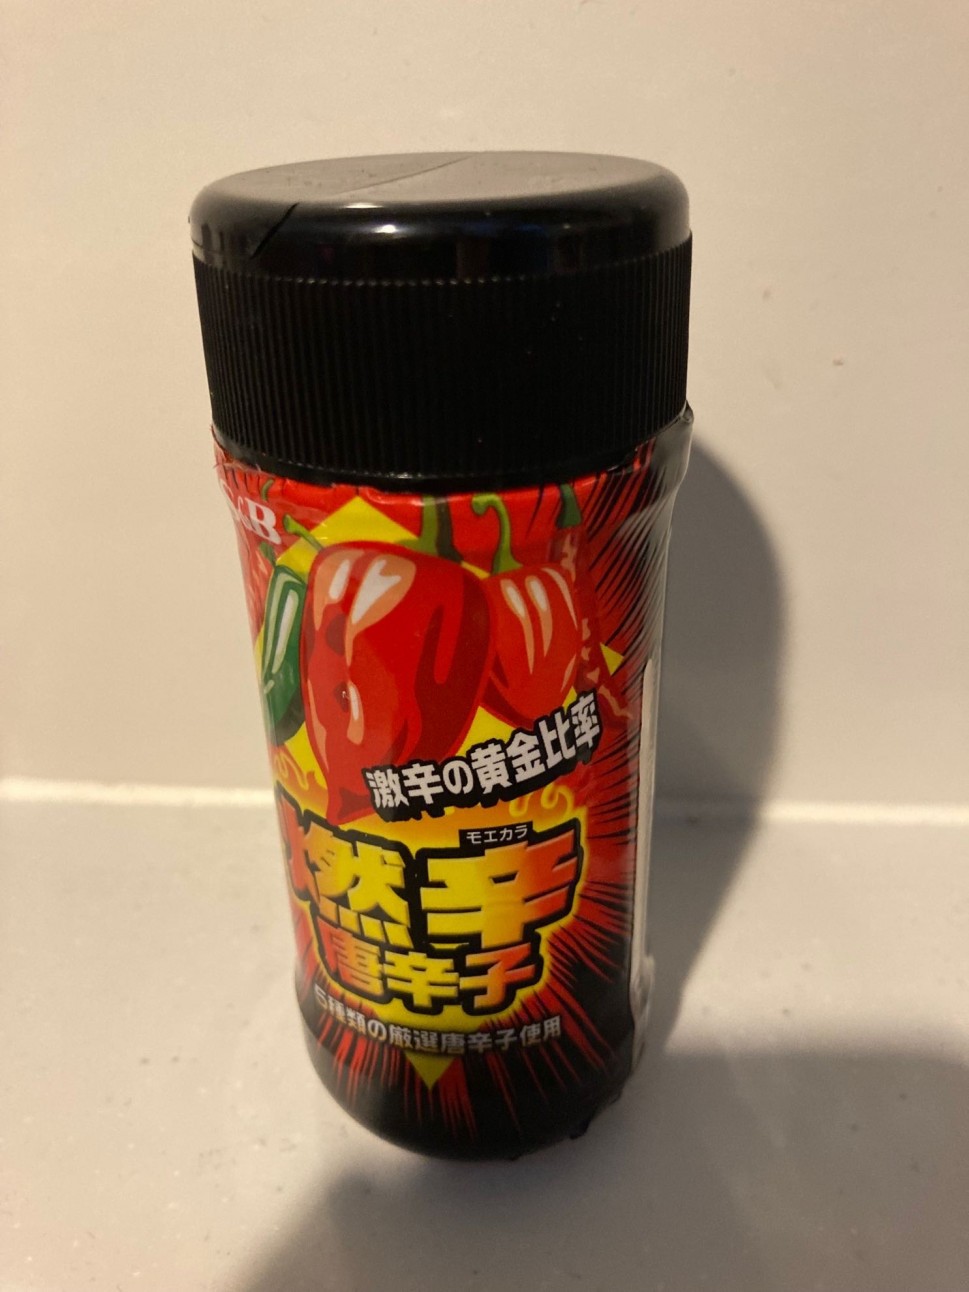 S&B
激辛の黄金比率
モエカラ
燃辛
唐辛子
5種類の厳選唐辛子使用